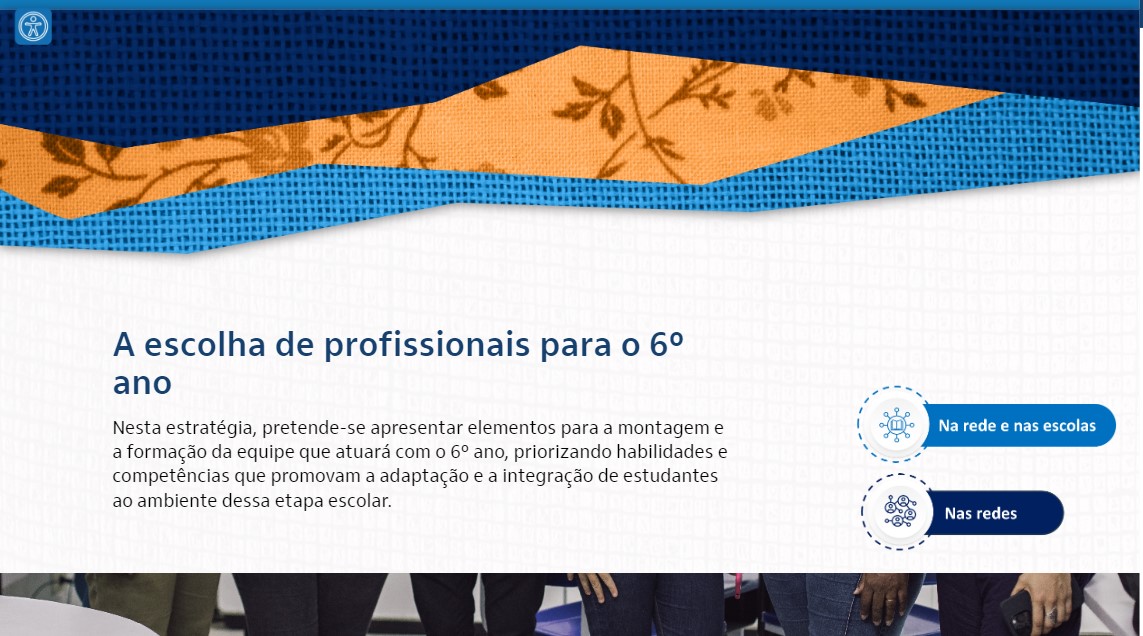 A escolha de profissionais para o 6º
ano
Nesta estratégia, pretende-se apresentar elementos para a montagem e
a formação da equipe que atuará com o 6º ano, priorizando habilidades e
competências que promovam a adaptação e a integração de estudantes
ao ambiente dessa etapa escolar.
Na rede e nas escolas
Nas redes